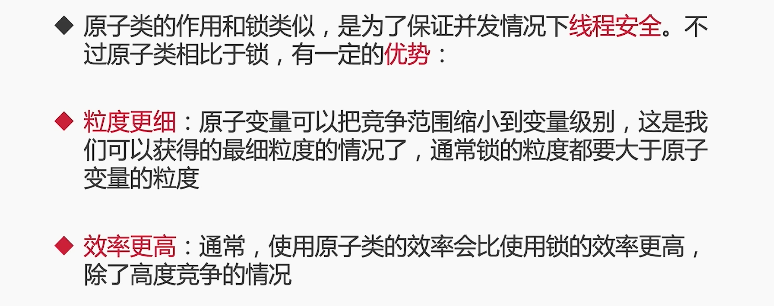 原子类的作用和锁类似，是为了保证并发情况下线程安全。不
过原子类相比于锁，有一定的优势：
粒度更细：原子变量可以把竞争范围缩小到变量级别，这是我
们可以获得的最细粒度的情况了，通常锁的粒度都要大于原子
变量的粒度
效率更高：通常，使用原子类的效率会比使用锁的效率更高，
除了高度竞争的情况